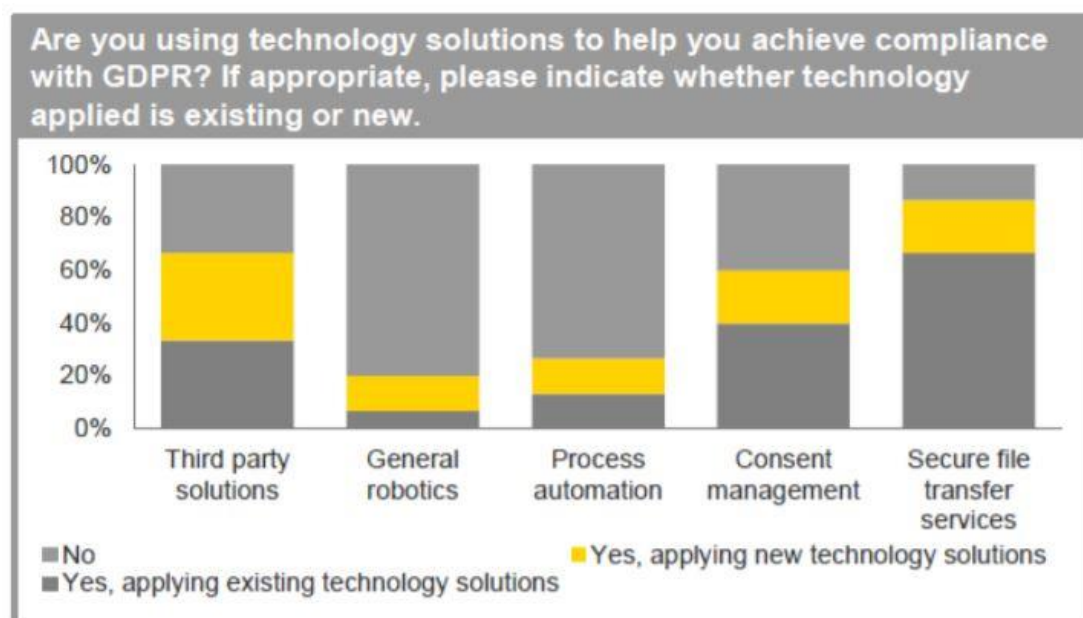 Are you using technology solutions to help you achieve compliance
with GDPR? If appropriate, please indicate whether technology
applied is existing or new.
100%
80%
60%
40%
20%
0%
Third party
solutions
General
robotics
Process
automation
Consent
management
Secure file
transfer
services
No
Yes, applying new technology solutions
Yes, applying existing technology solutions